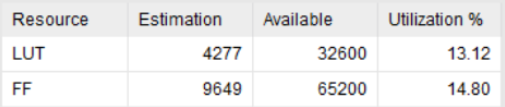 Resource Estimation Available Utilization %
LUT 4277 32600 13.12
FF 9649 65200 14.80